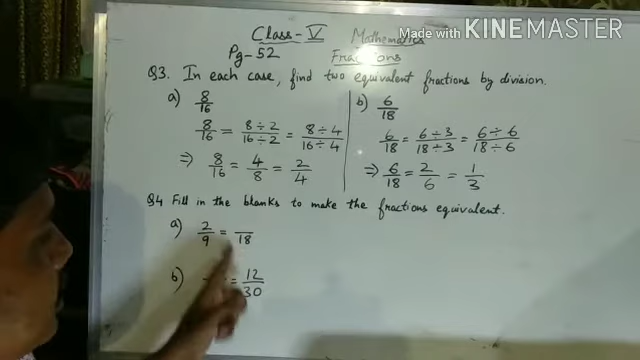 Class - V Mathematics
Made with KINEMASTER
Pg-52 Fractions
Q3. In each case, find two equivalent fractions by division.
a) 8/16
8/16 = 8÷2/16÷2 = 8÷4/16÷4
=> 8/16 = 4/8 = 2/4
b) 6/18
6/18 = 6÷3/18÷3 = 6÷6/18÷6
=> 6/18 = 2/6 = 1/3
Q4 Fill in the blanks to make the fractions equivalent.
a) 2/9 = _/18
b) = 12/30